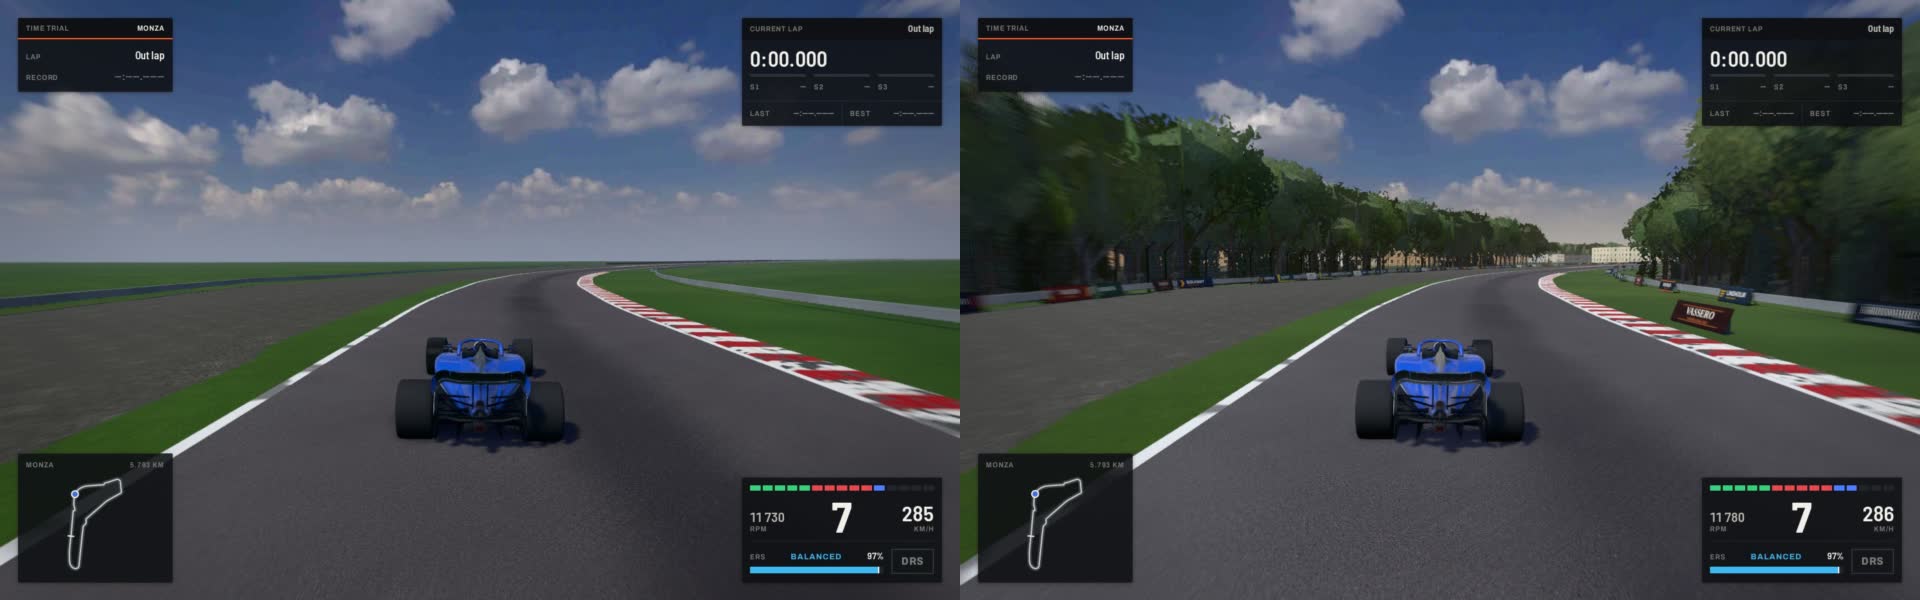 TIME TRIAL MONZA
LAP Out lap
RECORD –:––.–––
CURRENT LAP Out lap
0:00.000
S1 – S2 – S3 –
LAST –:––.––– BEST –:––.–––
MONZA 5.793 KM
11 730 7 285
RPM KM/H
ERS BALANCED 97% DRS
TIME TRIAL MONZA
LAP Out lap
RECORD –:––.–––
CURRENT LAP Out lap
0:00.000
S1 – S2 – S3 –
LAST –:––.––– BEST –:––.–––
VASSERO
MONZA 5.793 KM
11 780 7 286
RPM KM/H
ERS BALANCED 97% DRS